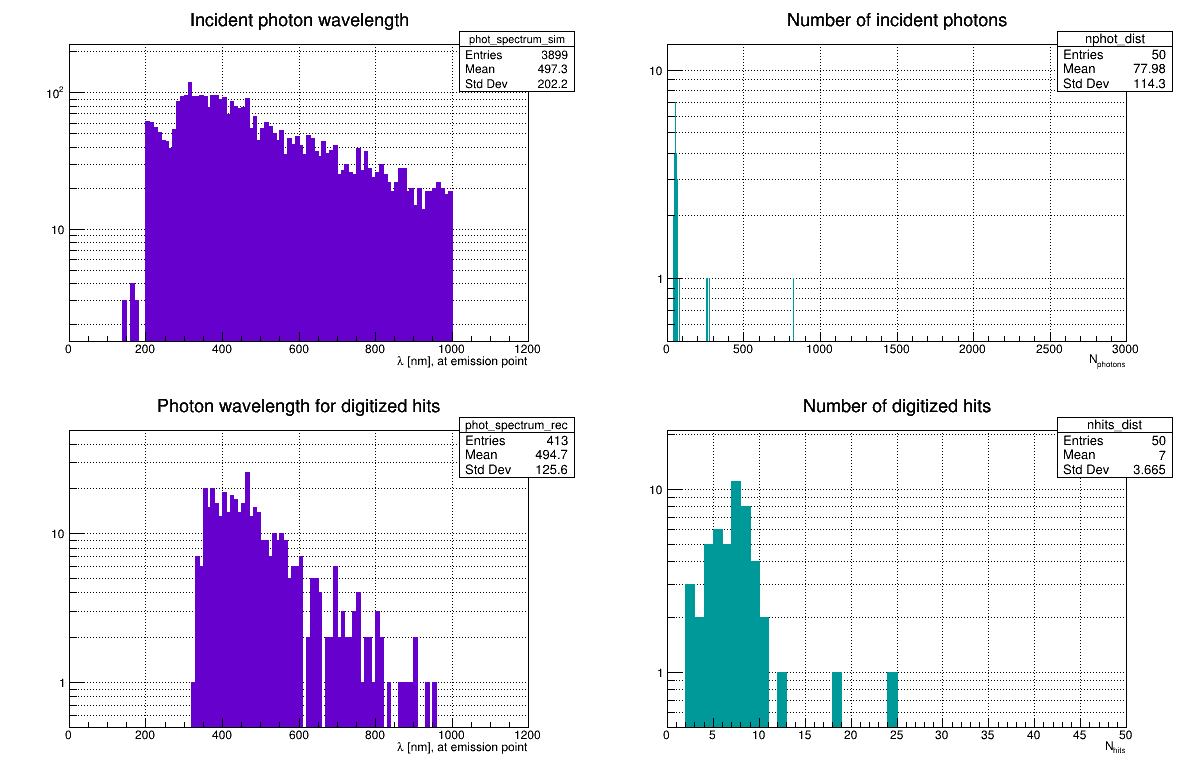 Incident photon wavelength
phot_spectrum_sim
Entries 3899
Mean 497.3
Std Dev 202.2
10²
10
0 200 400 600 800 1000 1200
λ [nm], at emission point
Number of incident photons
nphot_dist
Entries 50
Mean 77.98
Std Dev 114.3
10
1
0 500 1000 1500 2000 2500 3000
N_photons
Photon wavelength for digitized hits
phot_spectrum_rec
Entries 413
Mean 494.7
Std Dev 125.6
10
1
0 200 400 600 800 1000 1200
λ [nm], at emission point
Number of digitized hits
nhits_dist
Entries 50
Mean 7
Std Dev 3.665
10
1
0 5 10 15 20 25 30 35 40 45 50
N_hits